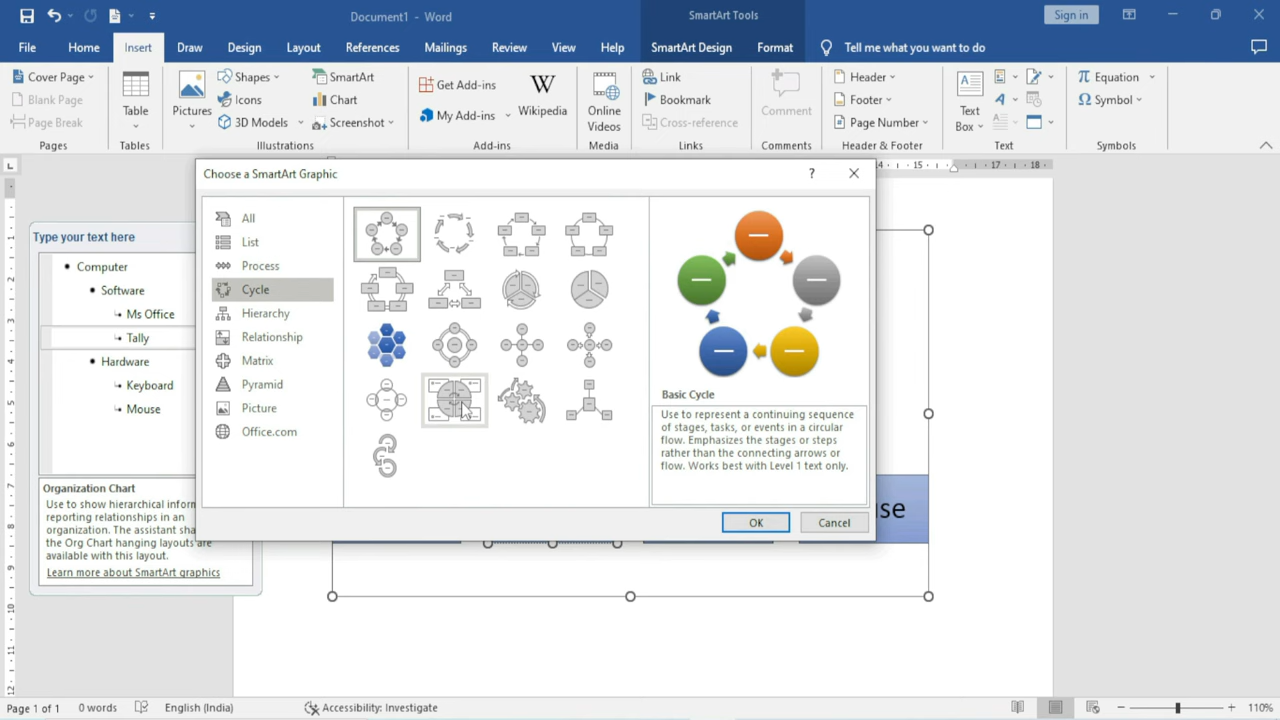 Document1 - Word
SmartArt Tools
Sign in
File
Home
Insert
Draw
Design
Layout
References
Mailings
Review
View
Help
SmartArt Design
Format
Tell me what you want to do
Cover Page
Blank Page
Page Break
Pages
Table
Tables
Pictures
Shapes
Icons
3D Models
SmartArt
Chart
Screenshot
Illustrations
Get Add-ins
My Add-ins
Wikipedia
Add-ins
Online
Videos
Media
Link
Bookmark
Cross-reference
Links
Comment
Comments
Header
Footer
Page Number
Header & Footer
Text
Box
Text
Equation
Symbol
Symbols
14 15 17 18
Choose a SmartArt Graphic
?
All
List
Process
Cycle
Hierarchy
Relationship
Matrix
Pyramid
Picture
Office.com
Basic Cycle
Use to represent a continuing sequence
of stages, tasks, or events in a circular
flow. Emphasizes the stages or steps
rather than the connecting arrows or
flow. Works best with Level 1 text only.
OK
Cancel
Type your text here
Computer
Software
Ms Office
Tally
Hardware
Keyboard
Mouse
Organization Chart
Use to show hierarchical inform
reporting relationships in an
organization. The assistant sha
the Org Chart hanging layouts are
available with this layout.
Learn more about SmartArt graphics
se
Page 1 of 1
0 words
English (India)
Accessibility: Investigate
110%